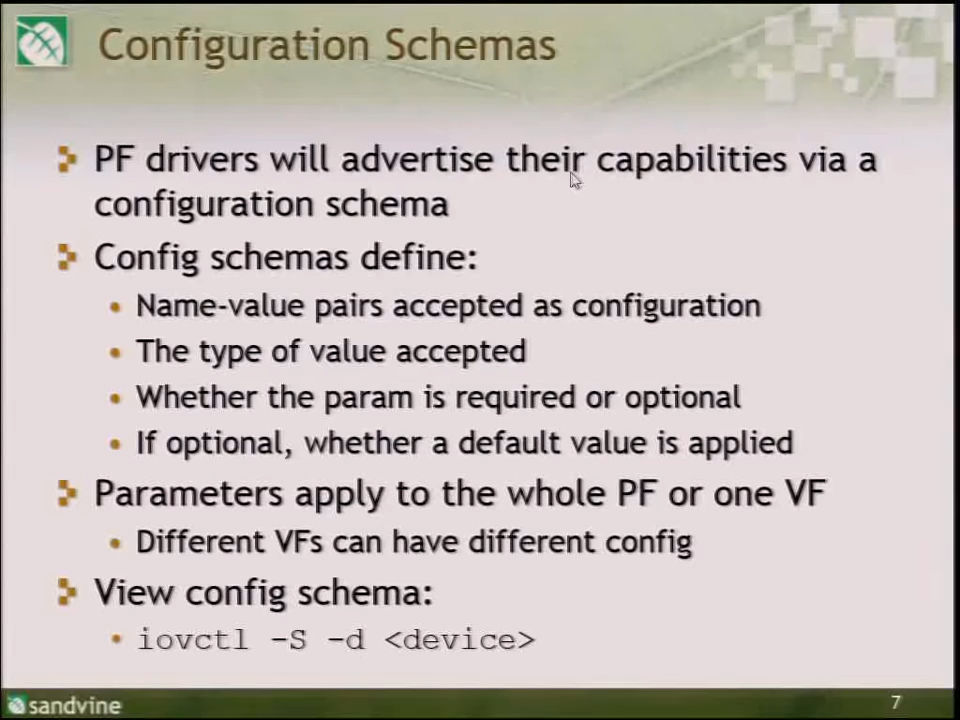 Configuration Schemas
PF drivers will advertise their capabilities via a
configuration schema
Config schemas define:
Name-value pairs accepted as configuration
The type of value accepted
Whether the param is required or optional
If optional, whether a default value is applied
Parameters apply to the whole PF or one VF
Different VFs can have different config
View config schema:
iovctl -S -d <device>
sandvine
7